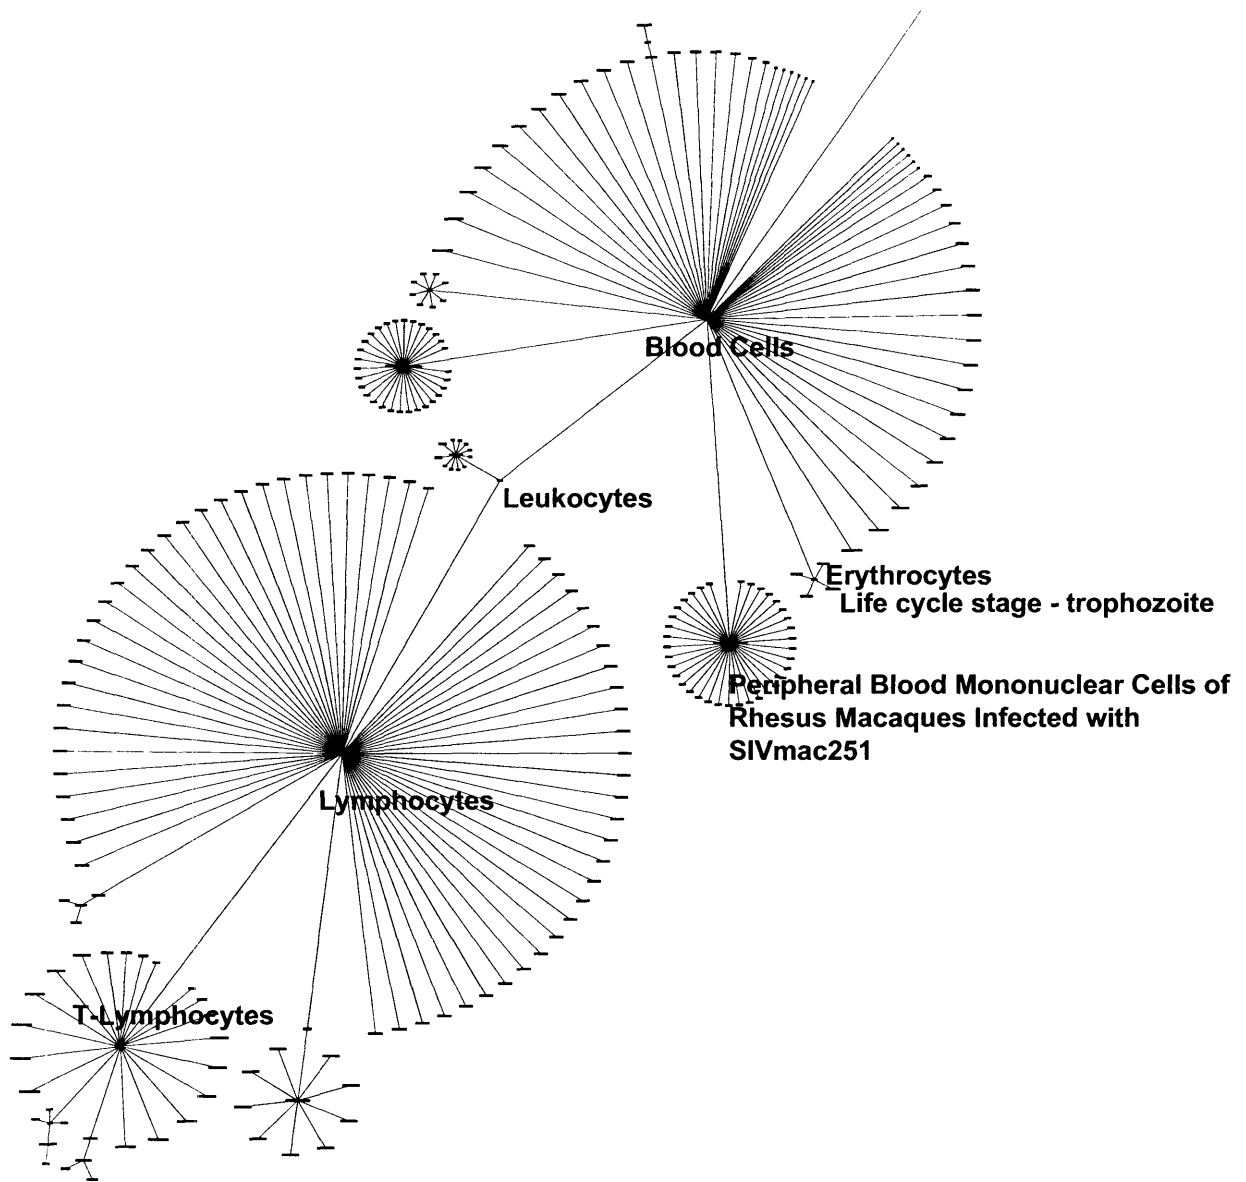 Blood Cells
Leukocytes
Erythrocytes
Life cycle stage - trophozoite
Peripheral Blood Mononuclear Cells of
Rhesus Macaques Infected with
SIVmac251
Lymphocytes
T-Lymphocytes